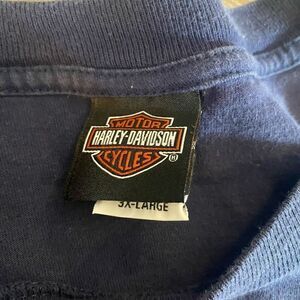 MOTOR
HARLEY-DAVIDSON
CYCLES
®
3X-LARGE